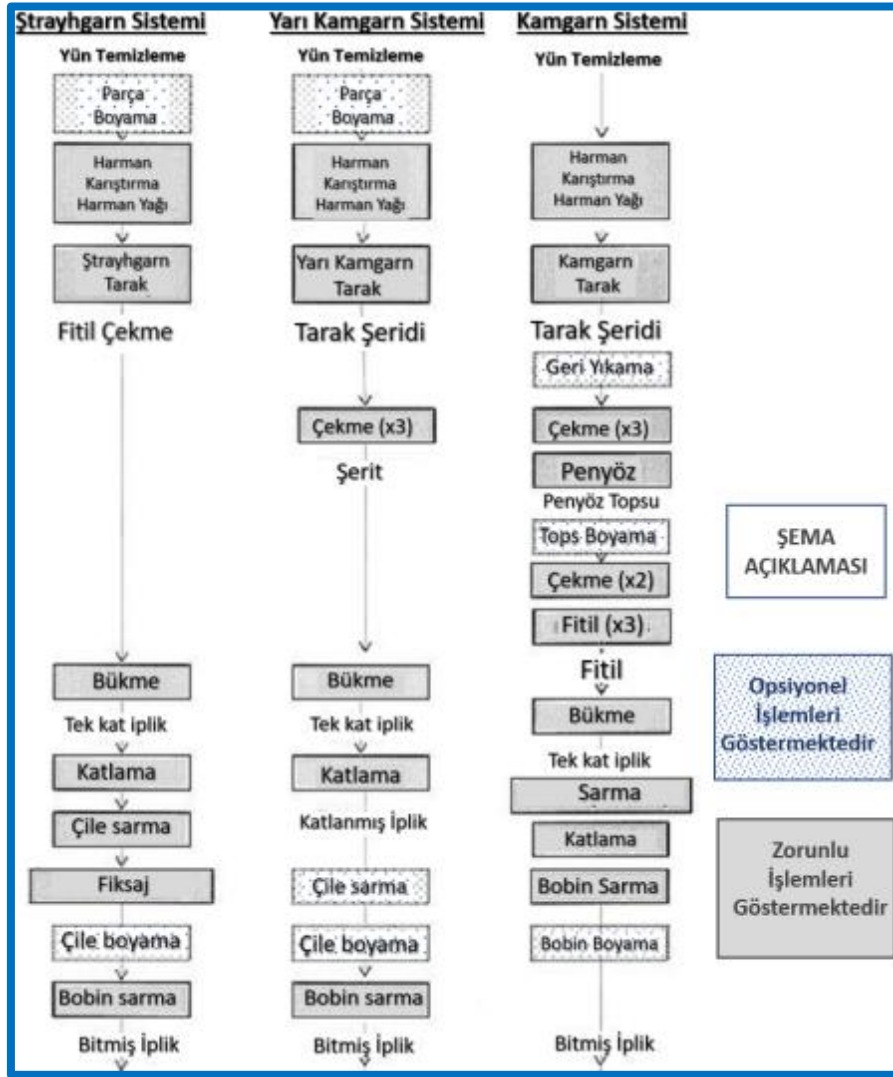 Ştrayhgarn Sistemi
Yün Temizleme
Parça
Boyama
Harman
Karıştırma
Harman Yağı
Ştrayhgarn
Tarak
Fitil Çekme
Bükme
Tek kat iplik
Katlama
Çile sarma
Fiksaj
Çile boyama
Bobin sarma
Bitmiş İplik
Yarı Kamgarn Sistemi
Yün Temizleme
Parça
Boyama
Harman
Karıştırma
Harman Yağı
Yarı Kamgarn
Tarak
Tarak Şeridi
Çekme (x3)
Şerit
Bükme
Tek kat iplik
Katlama
Katlanmış İplik
Çile sarma
Çile boyama
Bobin sarma
Bitmiş İplik
Kamgarn Sistemi
Yün Temizleme
Harman
Karıştırma
Harman Yağı
Kamgarn
Tarak
Tarak Şeridi
Geri Yıkama
Çekme (x3)
Penyöz
Penyöz Topsu
Tops Boyama
Çekme (x2)
Fitil (x3)
Fitil
Bükme
Tek kat iplik
Sarma
Katlama
Bobin Sarma
Bobin Boyama
Bitmiş İplik
ŞEMA
AÇIKLAMASI
Opsiyonel
İşlemleri
Göstermektedir
Zorunlu
İşlemleri
Göstermektedir